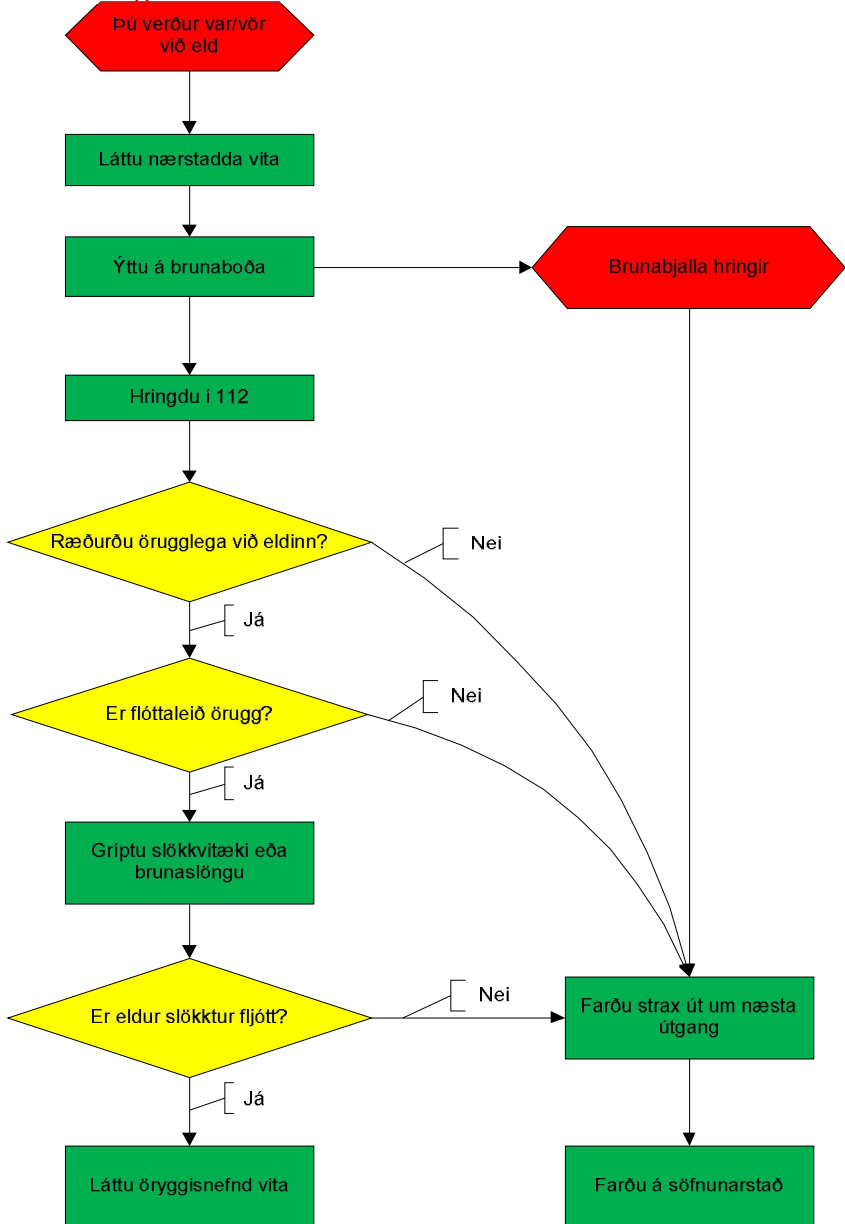 Þú verður var/vör
við eld
Láttu nærstadda vita
Ýttu á brunaboða
Brunabjalla hringir
Hringdu í 112
Ræðurðu örugglega við eldinn?
Nei
Já
Er flóttaleið örugg?
Nei
Já
Gríptu slökkvitæki eða
brunaslöngu
Er eldur slökktur fljótt?
Nei
Farðu strax út um næsta
útgang
Já
Láttu öryggisnefnd vita
Farðu á söfnunarstað